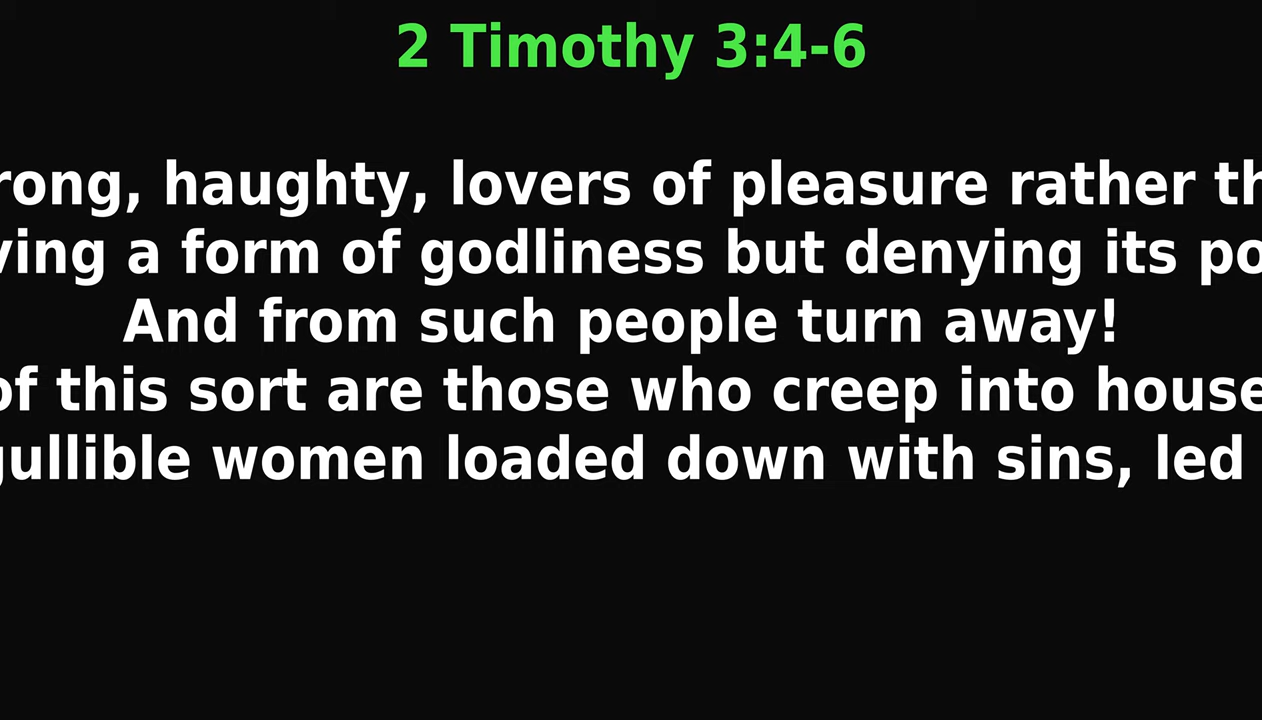 2 Timothy 3:4-6
rong, haughty, lovers of pleasure rather th
ving a form of godliness but denying its po
And from such people turn away!
of this sort are those who creep into house
gullible women loaded down with sins, led